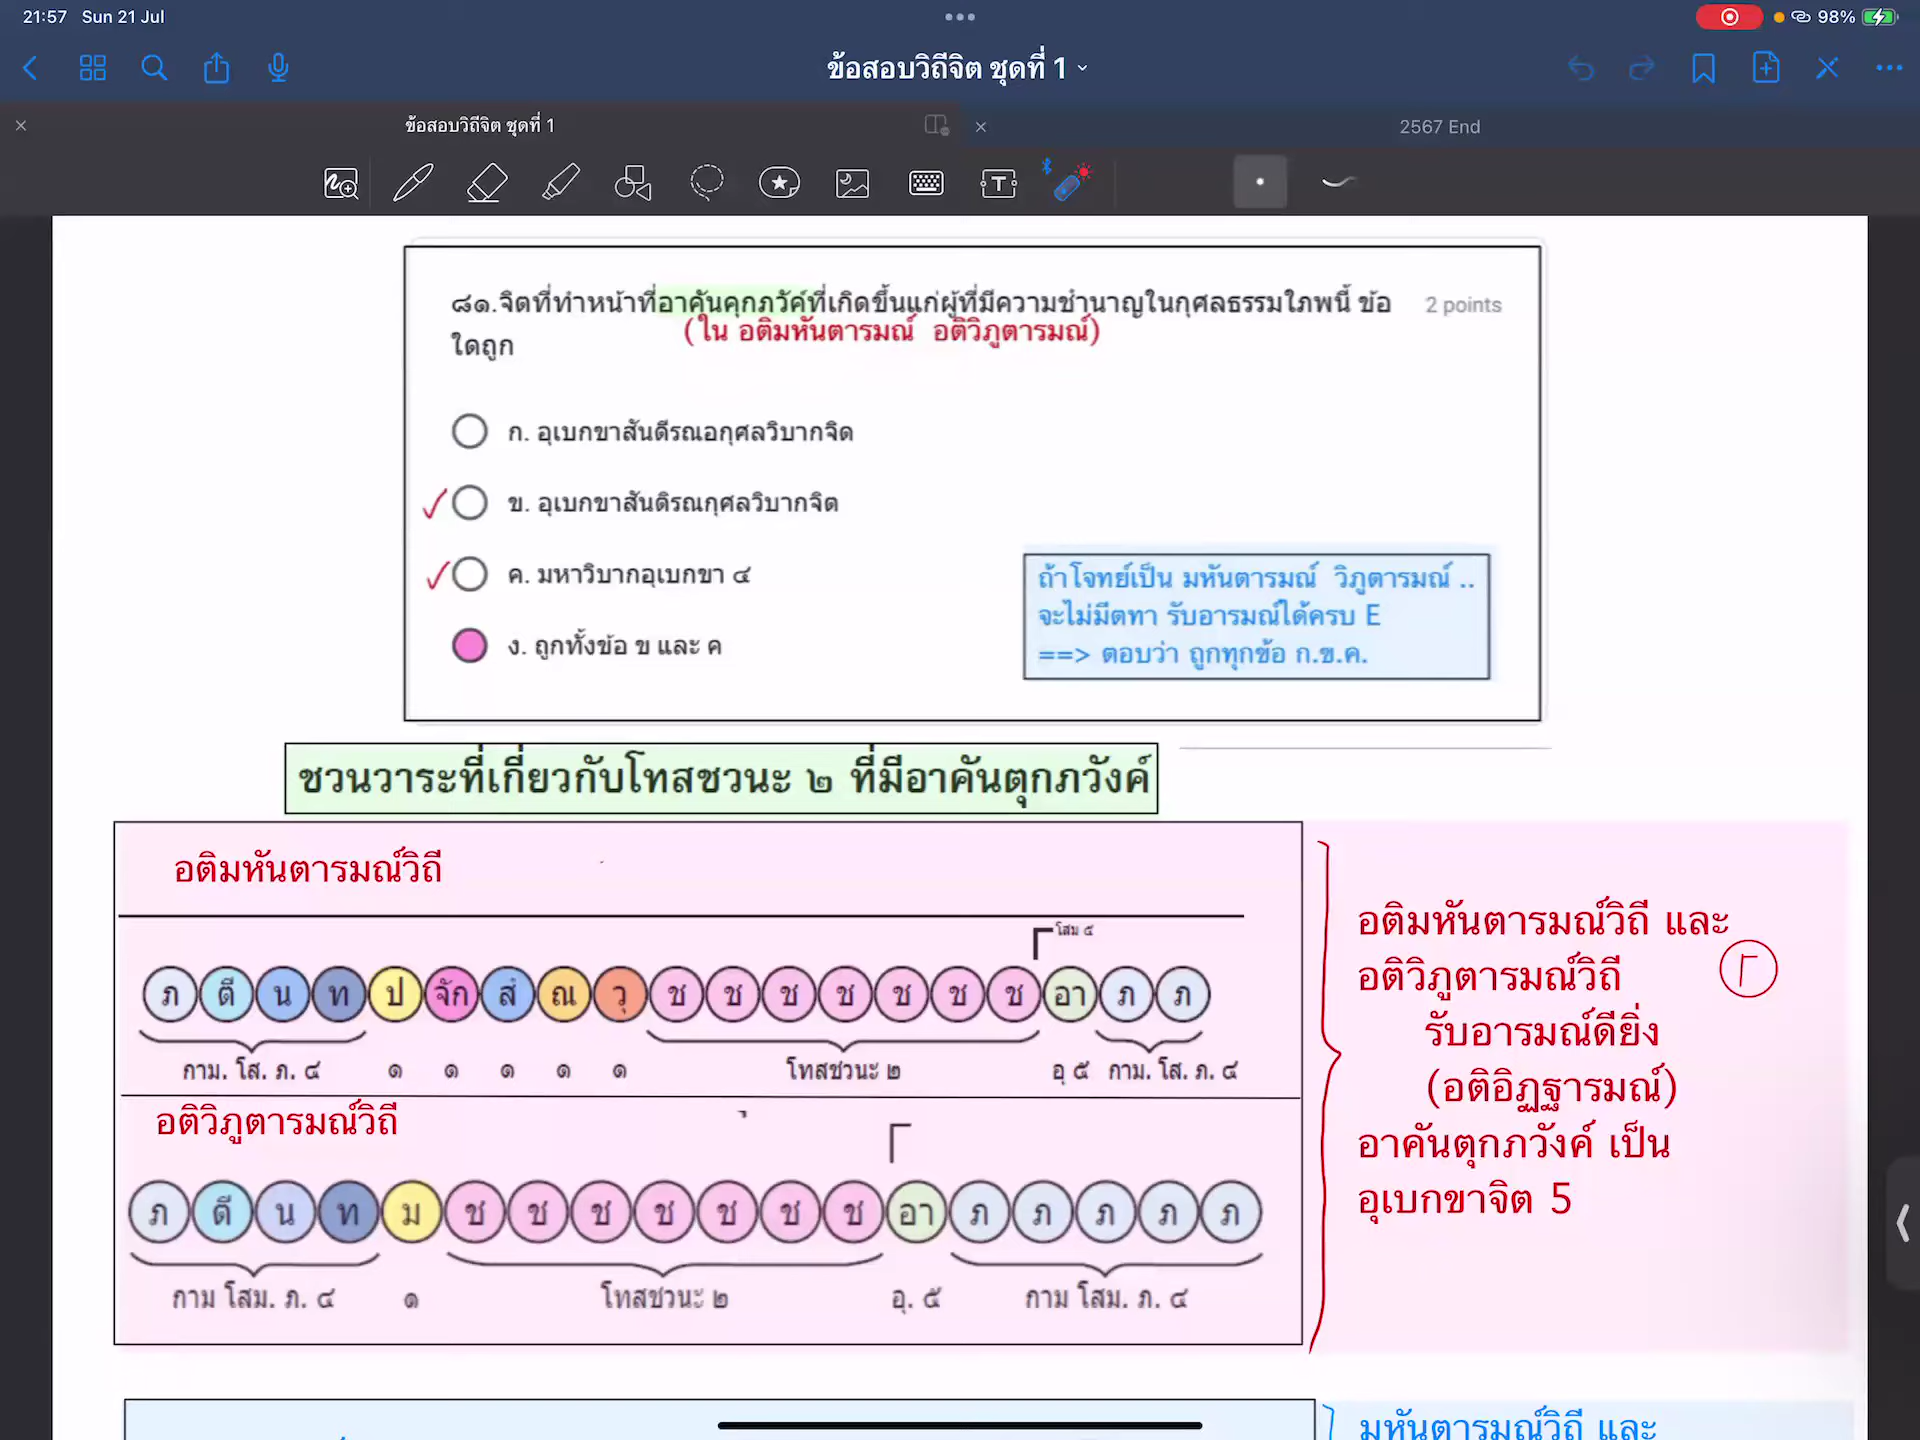 21:57 Sun 21 Jul
98%
ข้อสอบวิถีจิต ชุดที่ 1
ข้อสอบวิถีจิต ชุดที่ 1
2567 End
๘๑.จิตที่ทำหน้าที่อาคันคุกภวัค์ที่เกิดขึ้นแก่ผู้ที่มีความชำนาญในกุศลธรรมใภพนี้ ข้อ 2 points
(ใน อติมหันตารมณ์ อติวิภูตารมณ์)
ใดถูก
ก. อุเบกขาสันตีรณอกุศลวิบากจิต
ข. อุเบกขาสันติรณกุศลวิบากจิต
ค. มหาวิบากอุเบกขา ๔
ง. ถูกทั้งข้อ ข และ ค
ถ้าโจทย์เป็น มหันตารมณ์ วิภูตารมณ์ ..
จะไม่มีตทา รับอารมณ์ได้ครบ E
==> ตอบว่า ถูกทุกข้อ ก.ข.ค.
ชวนวาระที่เกี่ยวกับโทสชวนะ ๒ ที่มีอาคันตุกภวังค์
อติมหันตารมณ์วิถี
โสม ๕
ภ ตี น ท ป จัก สํ ณ วุ ช ช ช ช ช ช ช อา ภ ภ
กาม. โส. ภ. ๔ ๑ ๑ ๑ ๑ ๑ โทสชวนะ ๒ อุ ๕ กาม. โส. ภ. ๔
อติวิภูตารมณ์วิถี
ภ ตี น ท ม ช ช ช ช ช ช ช อา ภ ภ ภ ภ ภ
กาม โสม. ภ. ๔ ๑ โทสชวนะ ๒ อุ. ๕ กาม โสม. ภ. ๔
อติมหันตารมณ์วิถี และ
อติวิภูตารมณ์วิถี
รับอารมณ์ดียิ่ง
(อติอิฏฐารมณ์)
อาคันตุกภวังค์ เป็น
อุเบกขาจิต 5
มหันตารมณ์วิถี และ